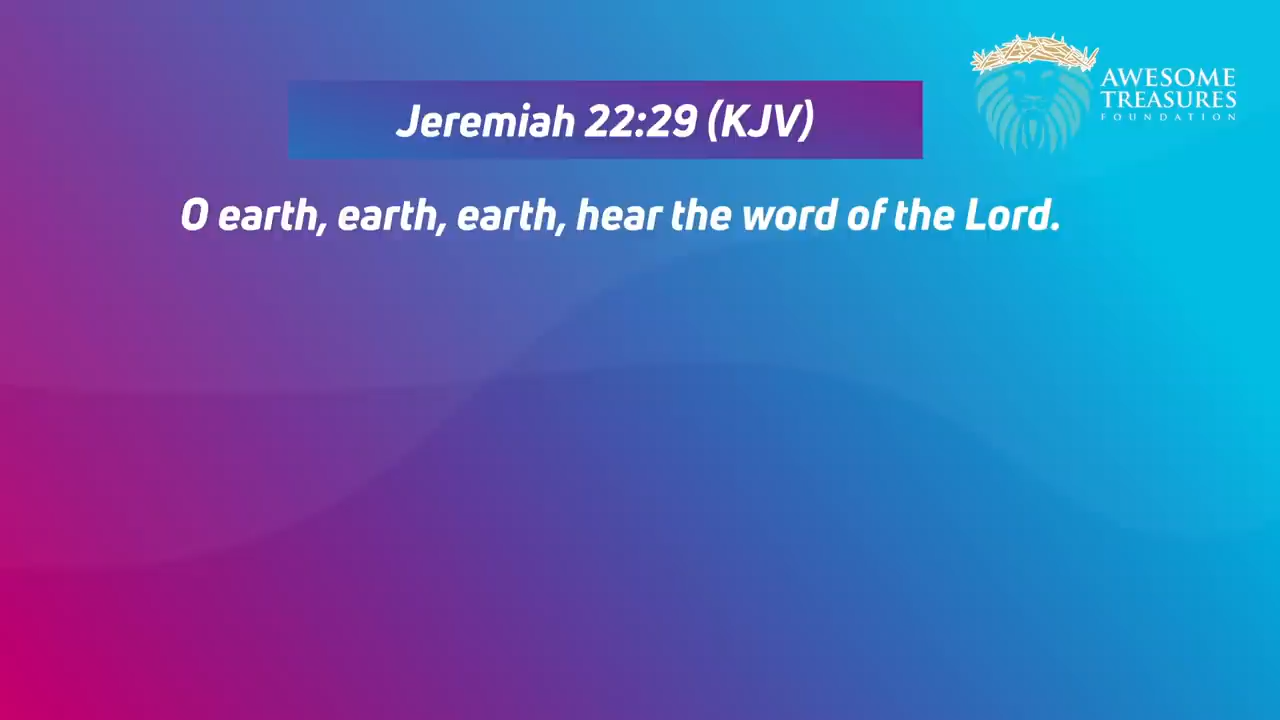 Jeremiah 22:29 (KJV)
AWESOME
TREASURES
FOUNDATION
O earth, earth, earth, hear the word of the Lord.